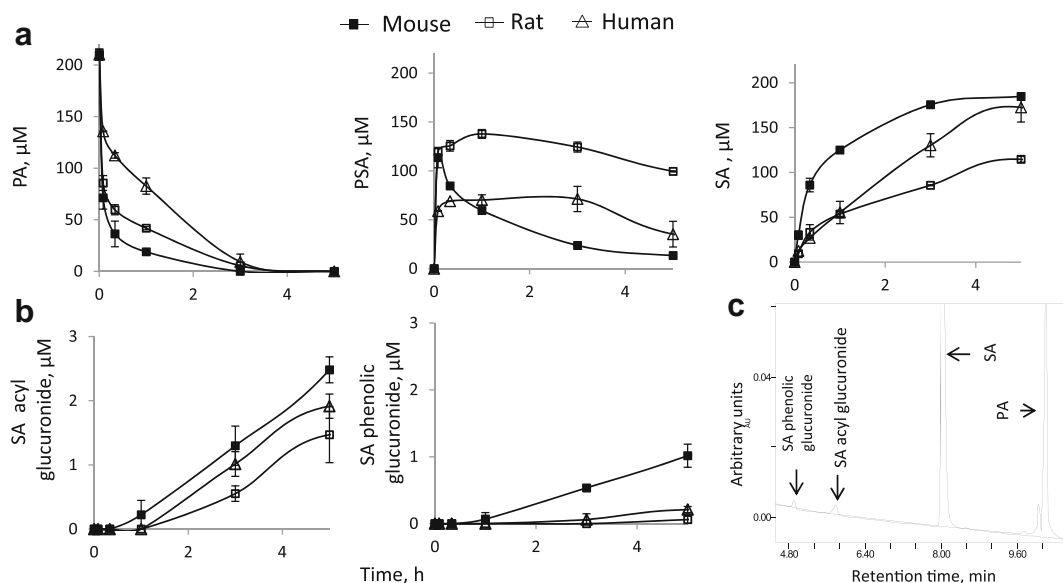 Mouse Rat Human
a
PA, µM
200
150
100
50
0
0 2 4
PSA, µM
200
150
100
50
0
0 2 4
SA , µM
200
150
100
50
0
0 2 4
b
SA acyl
glucuronide, µM
3
2
1
0
0 2 4
SA phenolic
glucuronide, µM
3
2
1
0
0 2 4
Time, h
c
Arbitrary units
AU
0.04
0.00
SA phenolic
glucuronide
SA acyl glucuronide
SA
PA
4.80 6.40 8.00 9.60
Retention time, min